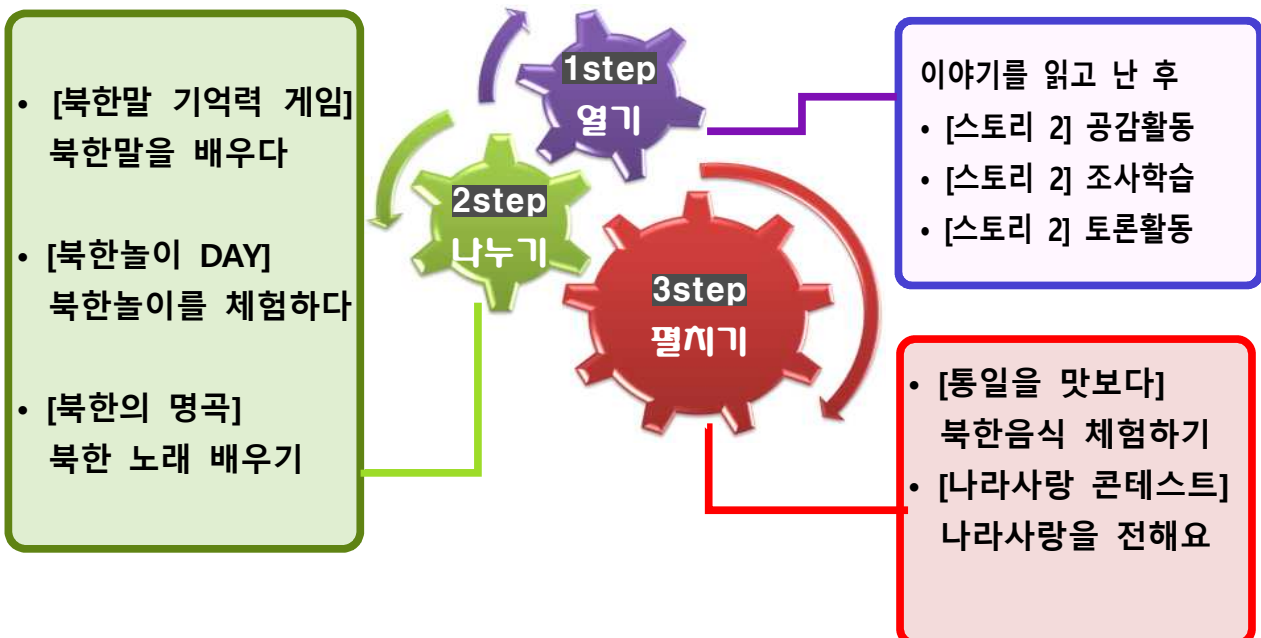 1step
열기
이야기를 읽고 난 후
• [스토리 2] 공감활동
• [스토리 2] 조사학습
• [스토리 2] 토론활동
2step
나누기
• [북한말 기억력 게임]
북한말을 배우다
• [북한놀이 DAY]
북한놀이를 체험하다
• [북한의 명곡]
북한 노래 배우기
3step
펼치기
• [통일을 맛보다]
북한음식 체험하기
• [나라사랑 콘테스트]
나라사랑을 전해요